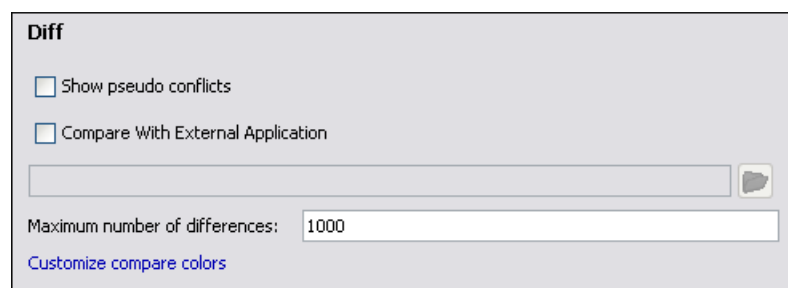 Diff
Show pseudo conflicts
Compare With External Application
Maximum number of differences: 1000
Customize compare colors